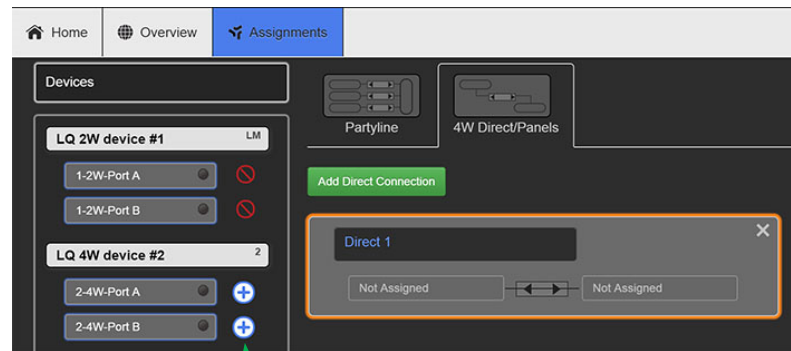 Home
Overview
Assignments
Devices
LQ 2W device #1
LM
1-2W-Port A
1-2W-Port B
LQ 4W device #2
2
2-4W-Port A
2-4W-Port B
Partyline
4W Direct/Panels
Add Direct Connection
Direct 1
Not Assigned
Not Assigned